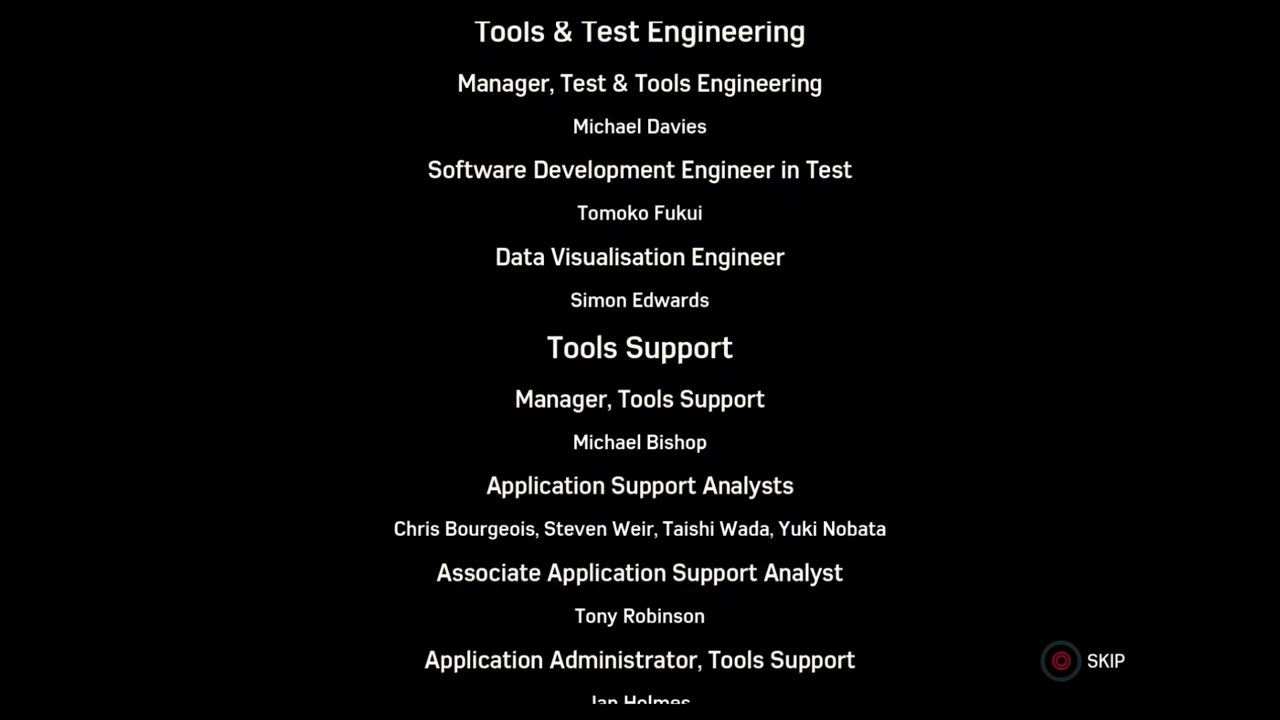 Tools & Test Engineering
Manager, Test & Tools Engineering
Michael Davies
Software Development Engineer in Test
Tomoko Fukui
Data Visualisation Engineer
Simon Edwards
Tools Support
Manager, Tools Support
Michael Bishop
Application Support Analysts
Chris Bourgeois, Steven Weir, Taishi Wada, Yuki Nobata
Associate Application Support Analyst
Tony Robinson
Application Administrator, Tools Support
SKIP
Ian Holmes